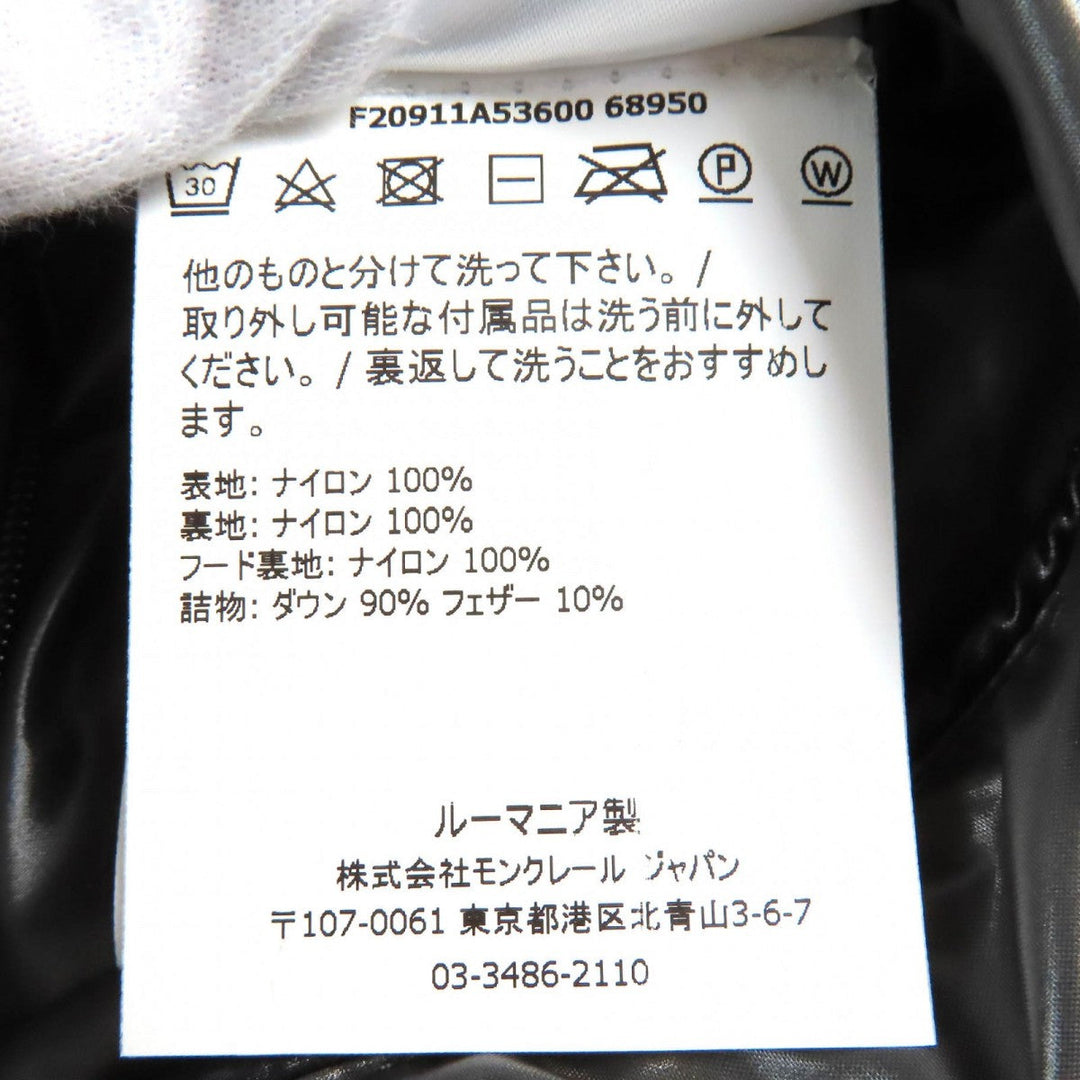 F20911A53600 68950
30 P W
他のものと分けて洗って下さい。 /
取り外し可能な付属品は洗う前に外して
ください。 / 裏返して洗うことをおすすめし
ます。
表地: ナイロン 100%
裏地: ナイロン 100%
フード裏地: ナイロン 100%
詰物: ダウン 90% フェザー 10%
ルーマニア製
株式会社モンクレール ジャパン
〒107-0061 東京都港区北青山3-6-7
03-3486-2110